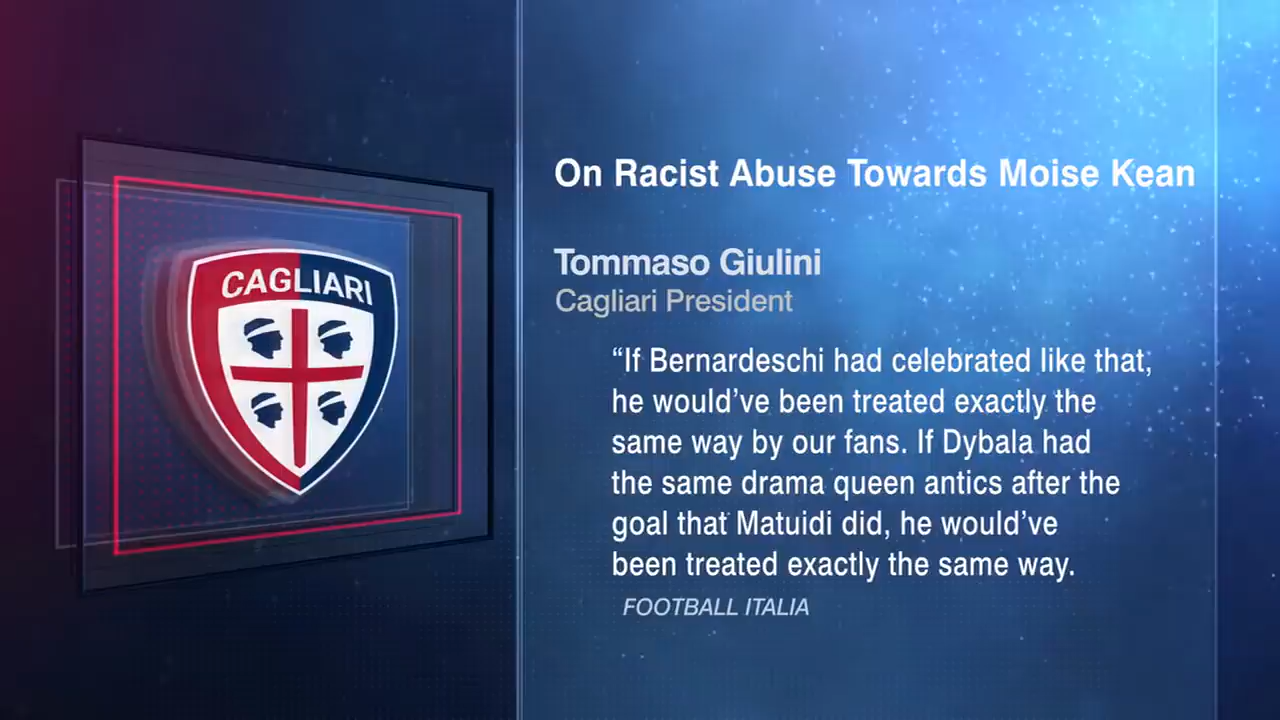 CAGLIARI
On Racist Abuse Towards Moise Kean
Tommaso Giulini
Cagliari President
“If Bernardeschi had celebrated like that,
he would’ve been treated exactly the
same way by our fans. If Dybala had
the same drama queen antics after the
goal that Matuidi did, he would’ve
been treated exactly the same way.
FOOTBALL ITALIA